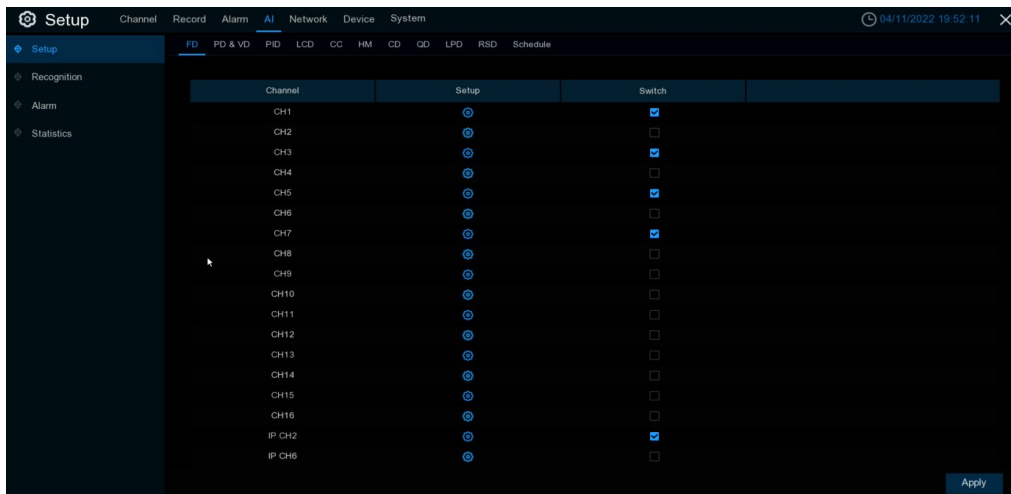 Setup Channel Record Alarm AI Network Device System 04/11/2022 19:52:11
Setup
Recognition
Alarm
Statistics
FD PD & VD PID LCD CC HM CD QD LPD RSD Schedule
Channel Setup Switch
CH1
CH2
CH3
CH4
CH5
CH6
CH7
CH8
CH9
CH10
CH11
CH12
CH13
CH14
CH15
CH16
IP CH2
IP CH6
Apply